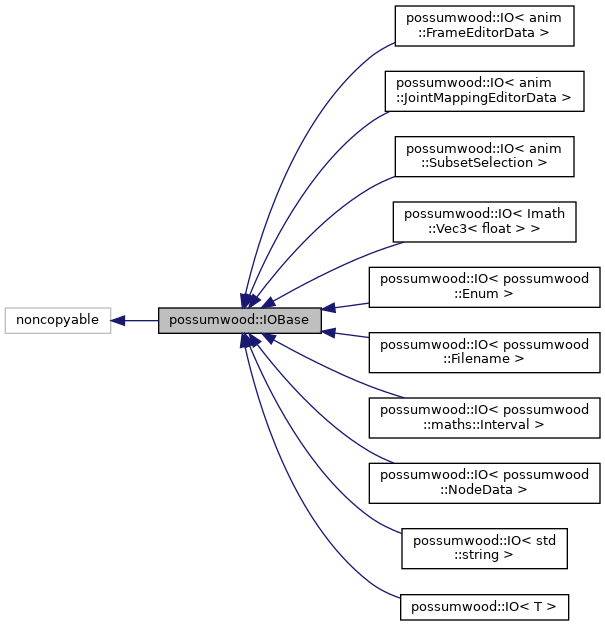 possumwood::IO< anim
::FrameEditorData >
possumwood::IO< anim
::JointMappingEditorData >
possumwood::IO< anim
::SubsetSelection >
possumwood::IO< Imath
::Vec3< float > >
possumwood::IO< possumwood
::Enum >
noncopyable
possumwood::IOBase
possumwood::IO< possumwood
::Filename >
possumwood::IO< possumwood
::maths::Interval >
possumwood::IO< possumwood
::NodeData >
possumwood::IO< std
::string >
possumwood::IO< T >